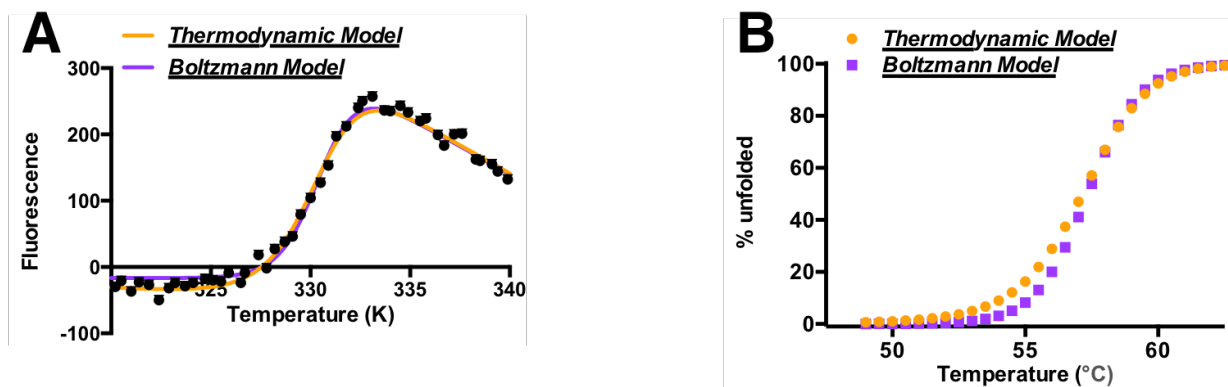 A
Thermodynamic Model
Boltzmann Model
300
200
100
0
-100
Fluorescence
325
330
335
340
Temperature (K)
B
Thermodynamic Model
Boltzmann Model
100
80
60
40
20
0
% unfolded
50
55
60
Temperature (°C)